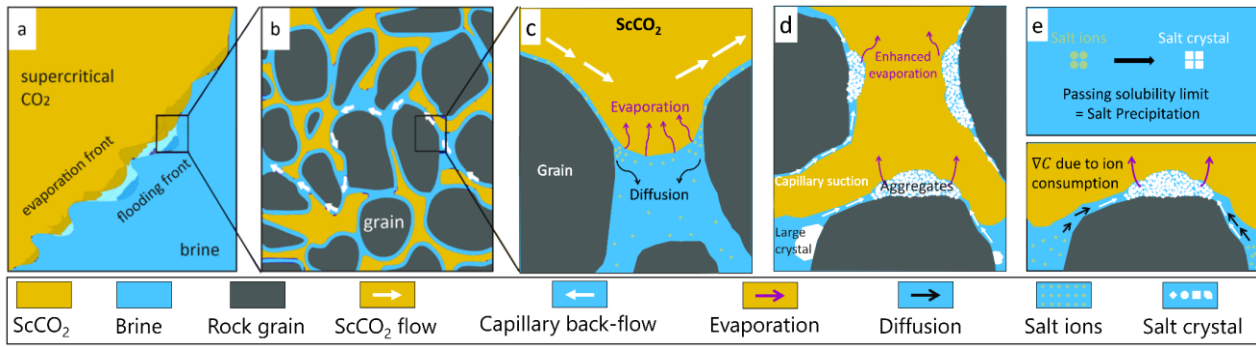 a
supercritical
CO₂
evaporation front
flooding front
brine
b
grain
c
ScCO₂
Evaporation
Grain
Diffusion
d
Enhanced
evaporation
Capillary suction
Aggregates
Large
crystal
e
Salt ions
Salt crystal
Passing solubility limit
= Salt Precipitation
∇C due to ion
consumption
ScCO₂
Brine
Rock grain
ScCO₂ flow
Capillary back-flow
Evaporation
Diffusion
Salt ions
Salt crystal